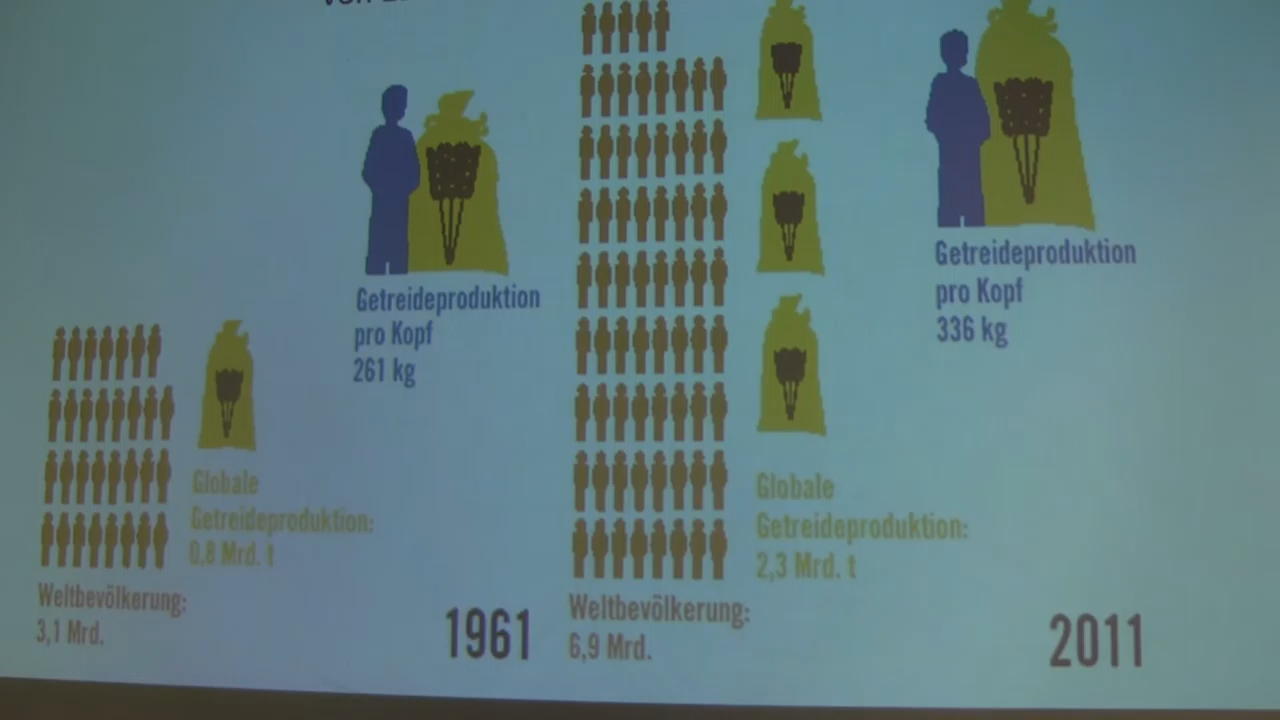 Getreideproduktion
pro Kopf
261 kg
Globale
Getreideproduktion:
0,8 Mrd. t
Weltbevölkerung:
3,1 Mrd.
1961
Getreideproduktion
pro Kopf
336 kg
Globale
Getreideproduktion:
2,3 Mrd. t
Weltbevölkerung:
6,9 Mrd.
2011